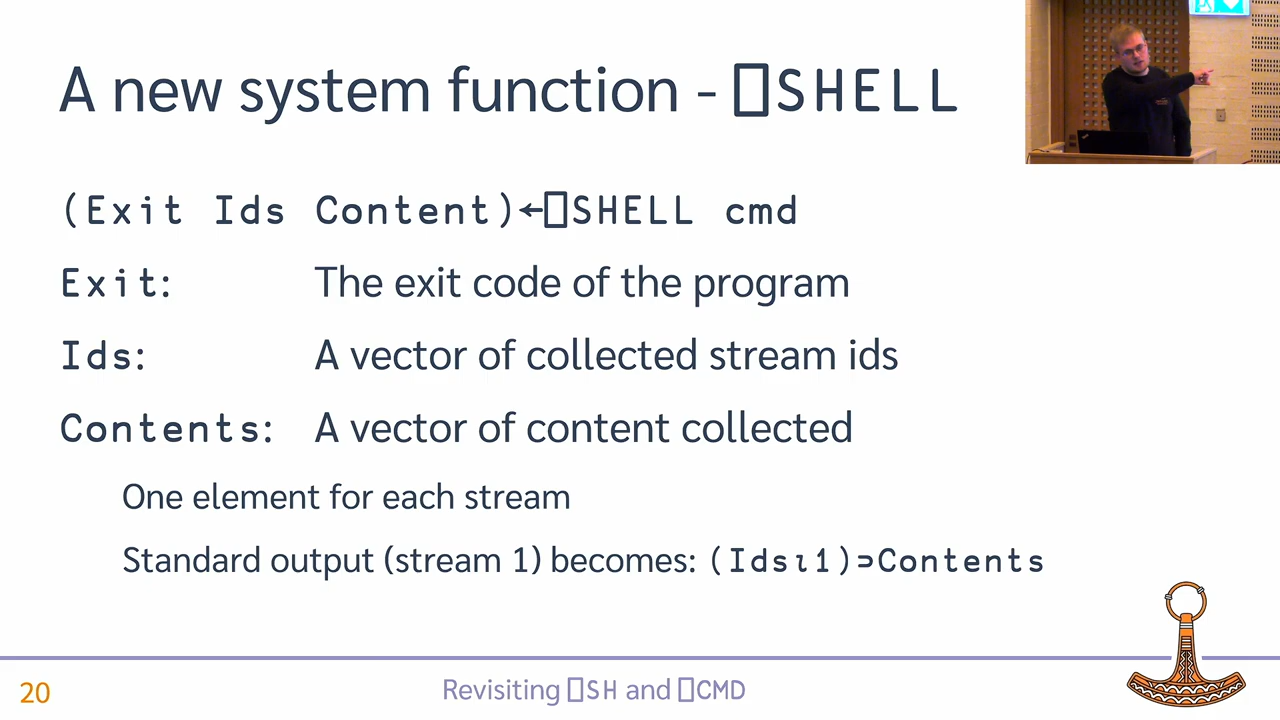 A new system function - ⎕SHELL
(Exit Ids Content)←⎕SHELL cmd
Exit: The exit code of the program
Ids: A vector of collected stream ids
Contents: A vector of content collected
One element for each stream
Standard output (stream 1) becomes: (Ids⍳1)⊃Contents
20
Revisiting ⎕SH and ⎕CMD